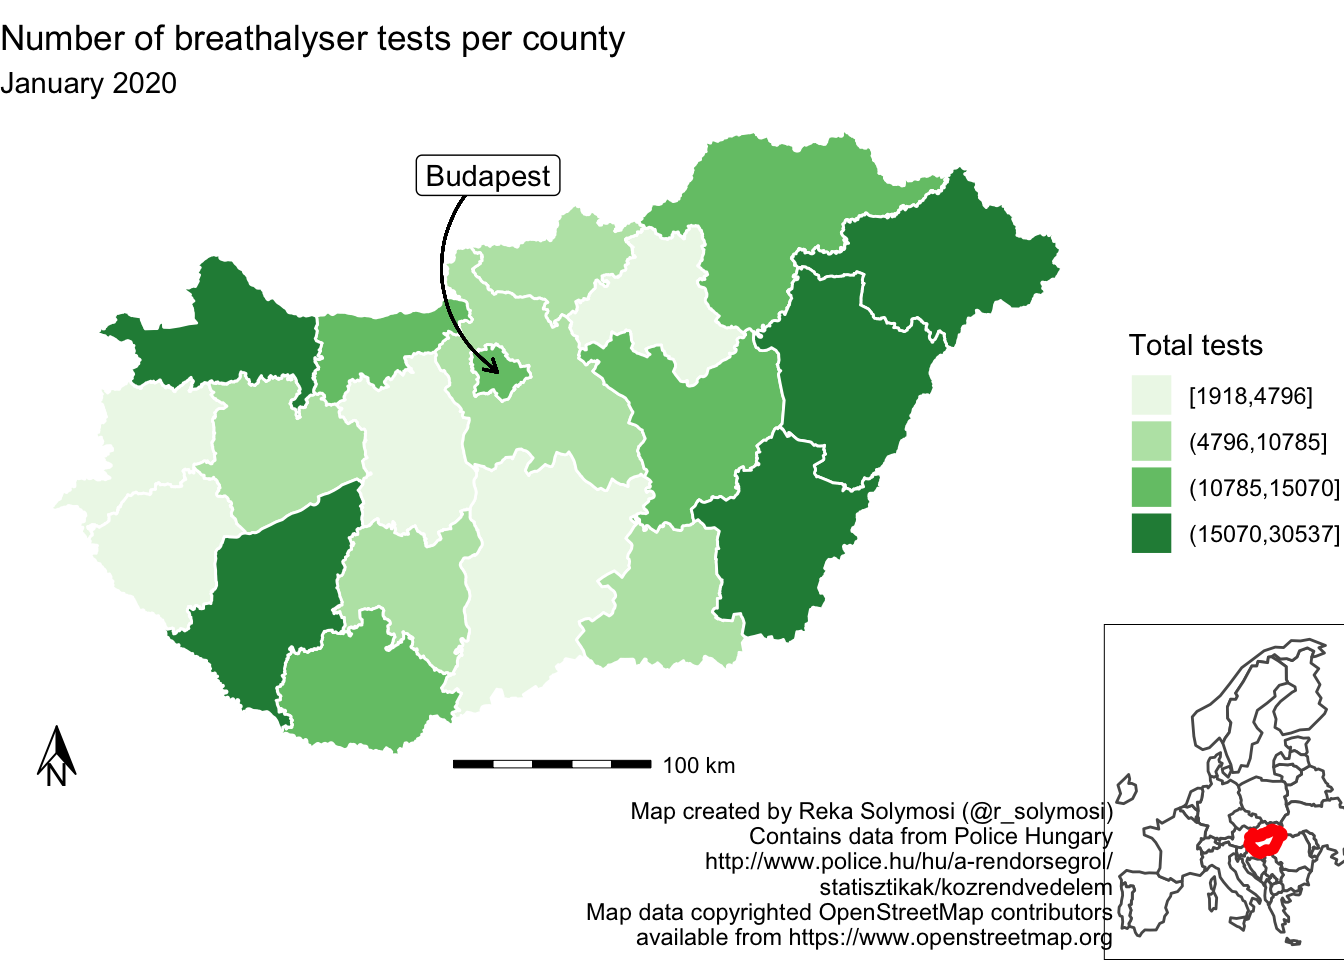 Number of breathalyser tests per county
January 2020
Budapest
Total tests
[1918,4796]
(4796,10785]
(10785,15070]
(15070,30537]
N
100 km
Map created by Reka Solymosi (@r_solymosi)
Contains data from Police Hungary
http://www.police.hu/hu/a-rendorsegrol/
statisztikak/kozrendvedelem
Map data copyrighted OpenStreetMap contributors
available from https://www.openstreetmap.org